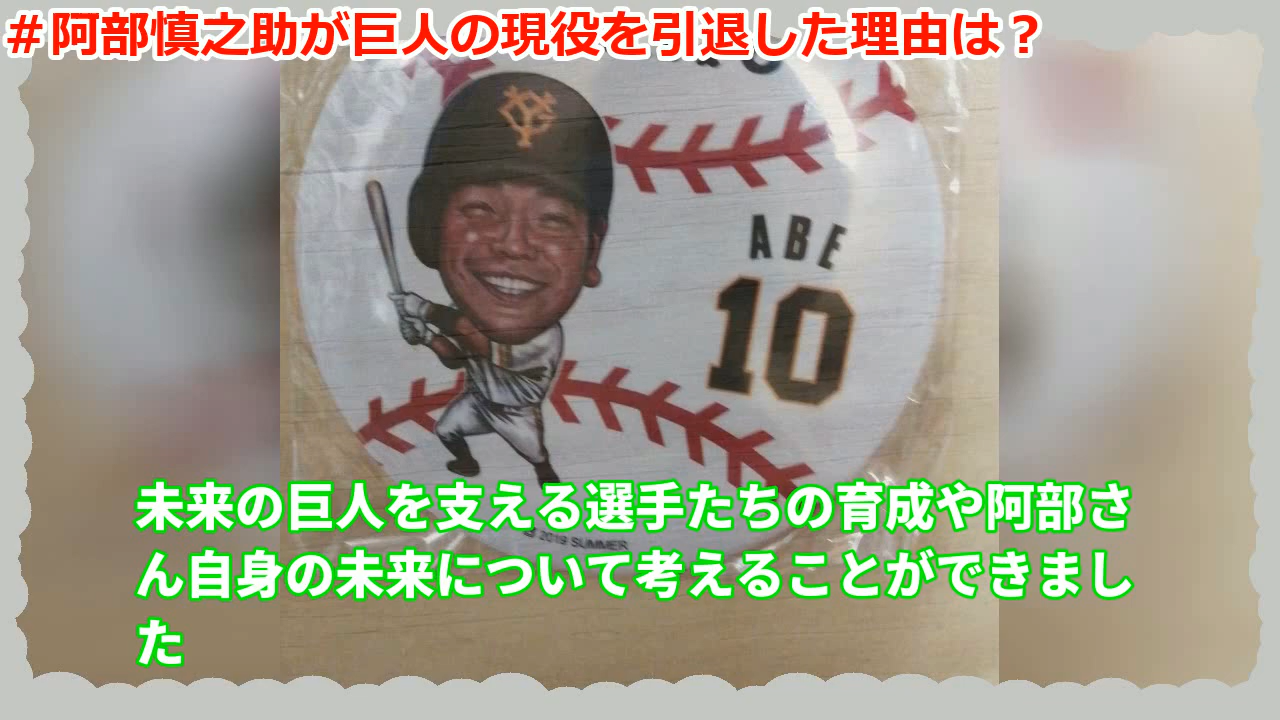 #阿部慎之助が巨人の現役を引退した理由は？
ABE
10
未来の巨人を支える選手たちの育成や阿部さ
ん自身の未来について考えることができまし
た
2019 SUMMER